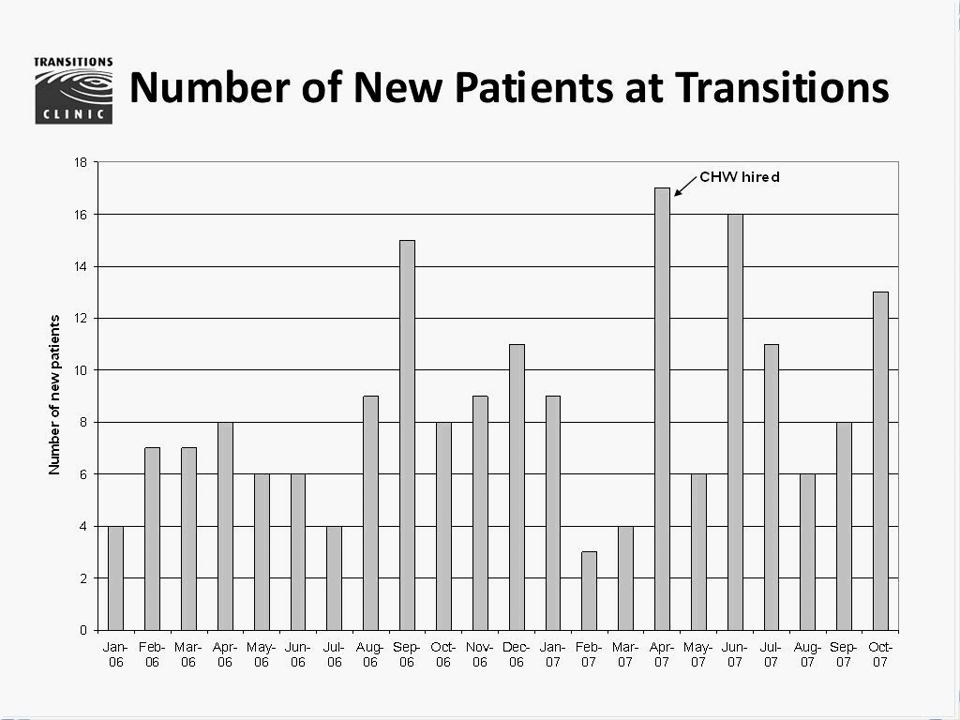 TRANSITIONS
CLINIC
Number of New Patients at Transitions
18
CHW hired
16
14
12
10
8
6
4
2
0
Number of new patients
Jan-06
Feb-06
Mar-06
Apr-06
May-06
Jun-06
Jul-06
Aug-06
Sep-06
Oct-06
Nov-06
Dec-06
Jan-07
Feb-07
Mar-07
Apr-07
May-07
Jun-07
Jul-07
Aug-07
Sep-07
Oct-07